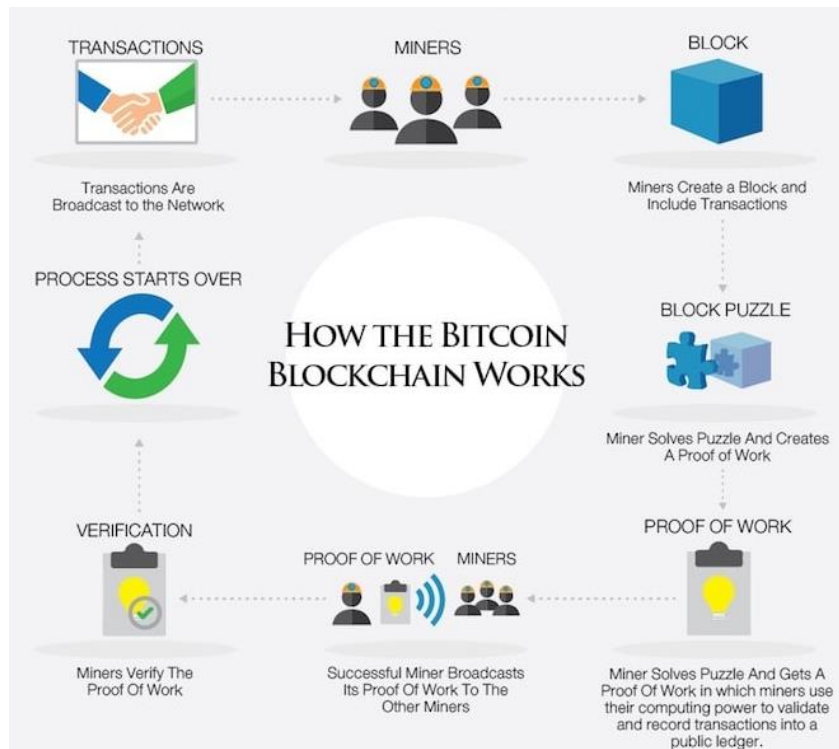 TRANSACTIONS
MINERS
BLOCK
Transactions Are
Broadcast to the Network
Miners Create a Block and
Include Transactions
PROCESS STARTS OVER
HOW THE BITCOIN
BLOCKCHAIN WORKS
BLOCK PUZZLE
Miner Solves Puzzle And Creates
A Proof of Work
VERIFICATION
PROOF OF WORK
MINERS
PROOF OF WORK
Miners Verify The
Proof Of Work
Successful Miner Broadcasts
Its Proof Of Work To The
Other Miners
Miner Solves Puzzle And Gets A
Proof Of Work in which miners use
their computing power to validate
and record transactions into a
public ledger.